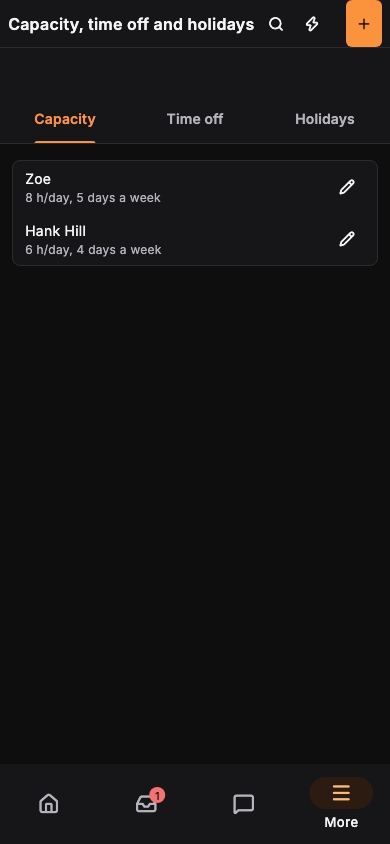 Capacity, time off and holidays
Capacity
Time off
Holidays
Zoe
8 h/day, 5 days a week
Hank Hill
6 h/day, 4 days a week
1
More